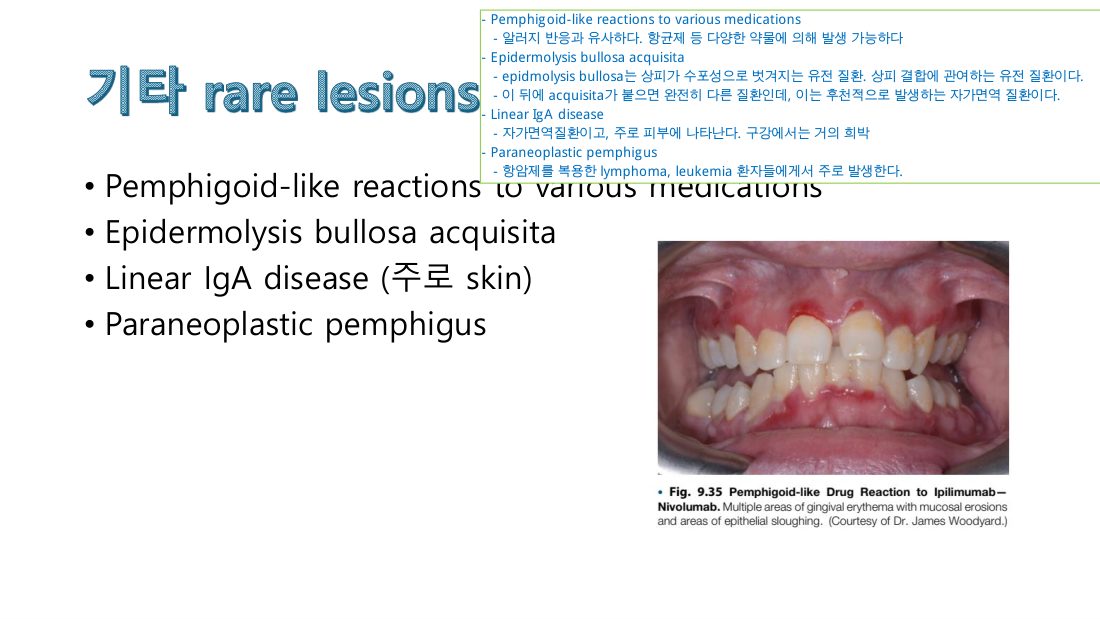 기타 rare lesions
- Pemphigoid-like reactions to various medications
- 알러지 반응과 유사하다. 항균제 등 다양한 약물에 의해 발생 가능하다
- Epidermolysis bullosa acquisita
- epidmolysis bullosa는 상피가 수포성으로 벗겨지는 유전 질환. 상피 결합에 관여하는 유전 질환이다.
- 이 뒤에 acquisita가 붙으면 완전히 다른 질환인데, 이는 후천적으로 발생하는 자가면역 질환이다.
- Linear IgA disease
- 자가면역질환이고, 주로 피부에 나타난다. 구강에서는 거의 희박
- Paraneoplastic pemphigus
- 항암제를 복용한 lymphoma, leukemia 환자들에게서 주로 발생한다.
• Pemphigoid-like reactions to various medications
• Epidermolysis bullosa acquisita
• Linear IgA disease (주로 skin)
• Paraneoplastic pemphigus
• Fig. 9.35 Pemphigoid-like Drug Reaction to Ipilimumab—
Nivolumab. Multiple areas of gingival erythema with mucosal erosions
and areas of epithelial sloughing. (Courtesy of Dr. James Woodyard.)